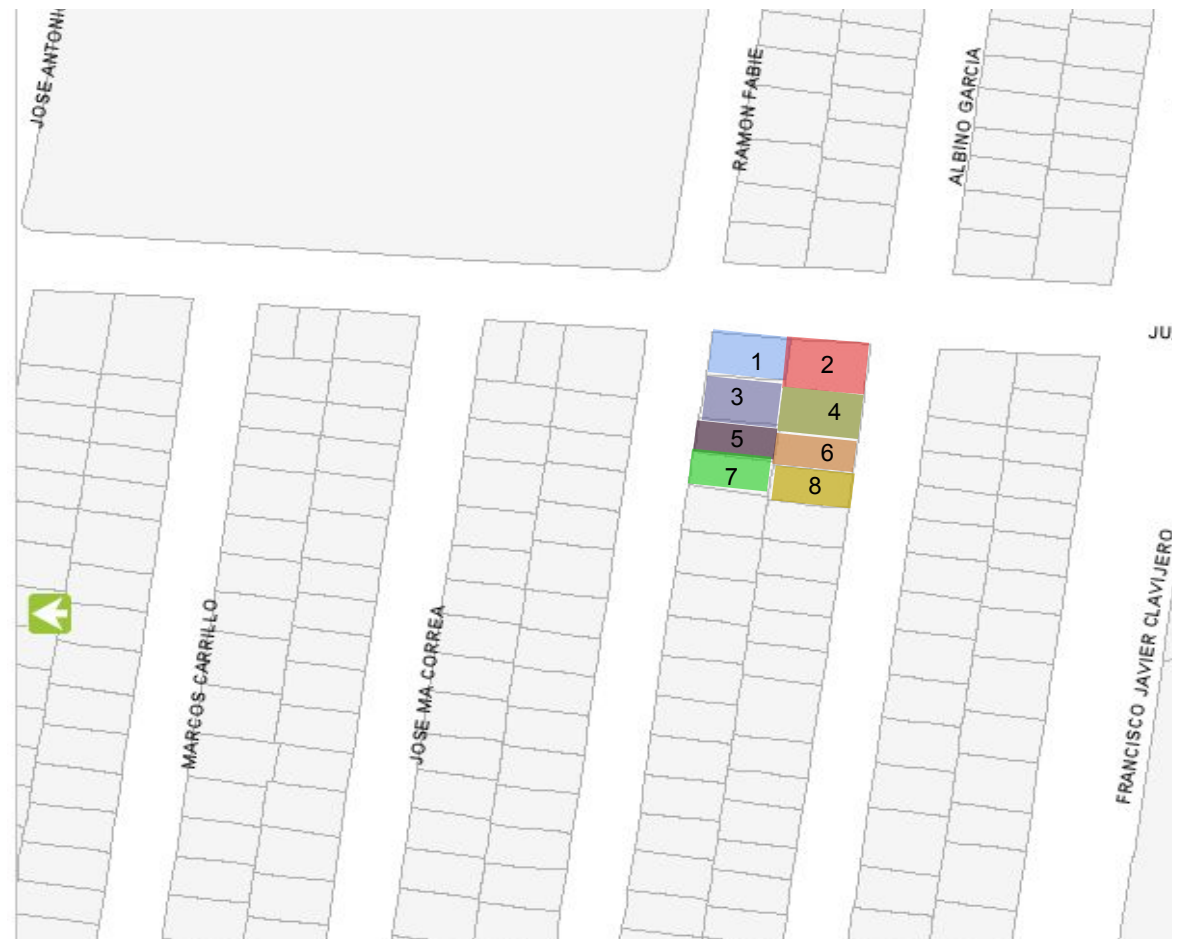 JOSE ANTONI
RAMON FABIE
ALBINO GARCIA
JU
1
2
3
4
5
6
7
8
MARCOS CARRILLO
JOSE MA CORREA
FRANCISCO JAVIER CLAVIJERO